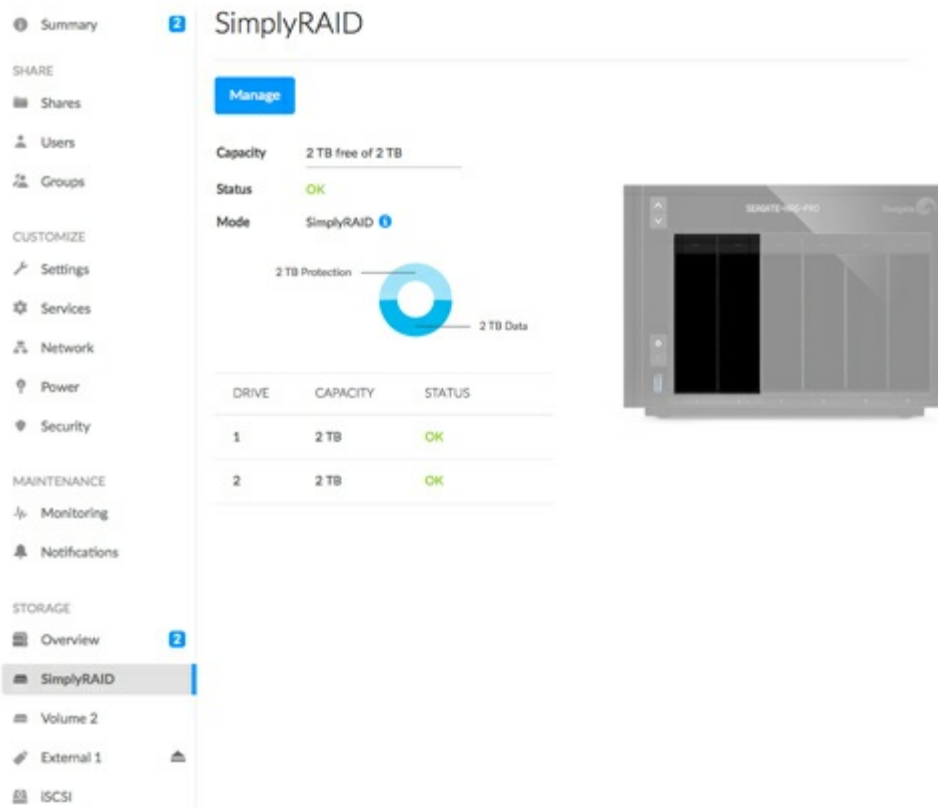 Summary 2
SHARE
Shares
Users
Groups
CUSTOMIZE
Settings
Services
Network
Power
Security
MAINTENANCE
Monitoring
Notifications
STORAGE
Overview 2
SimplyRAID
Volume 2
External 1
iSCSI
SimplyRAID
Manage
Capacity 2 TB free of 2 TB
Status OK
Mode SimplyRAID
2 TB Protection
2 TB Data
DRIVE CAPACITY STATUS
1 2 TB OK
2 2 TB OK
Seagate